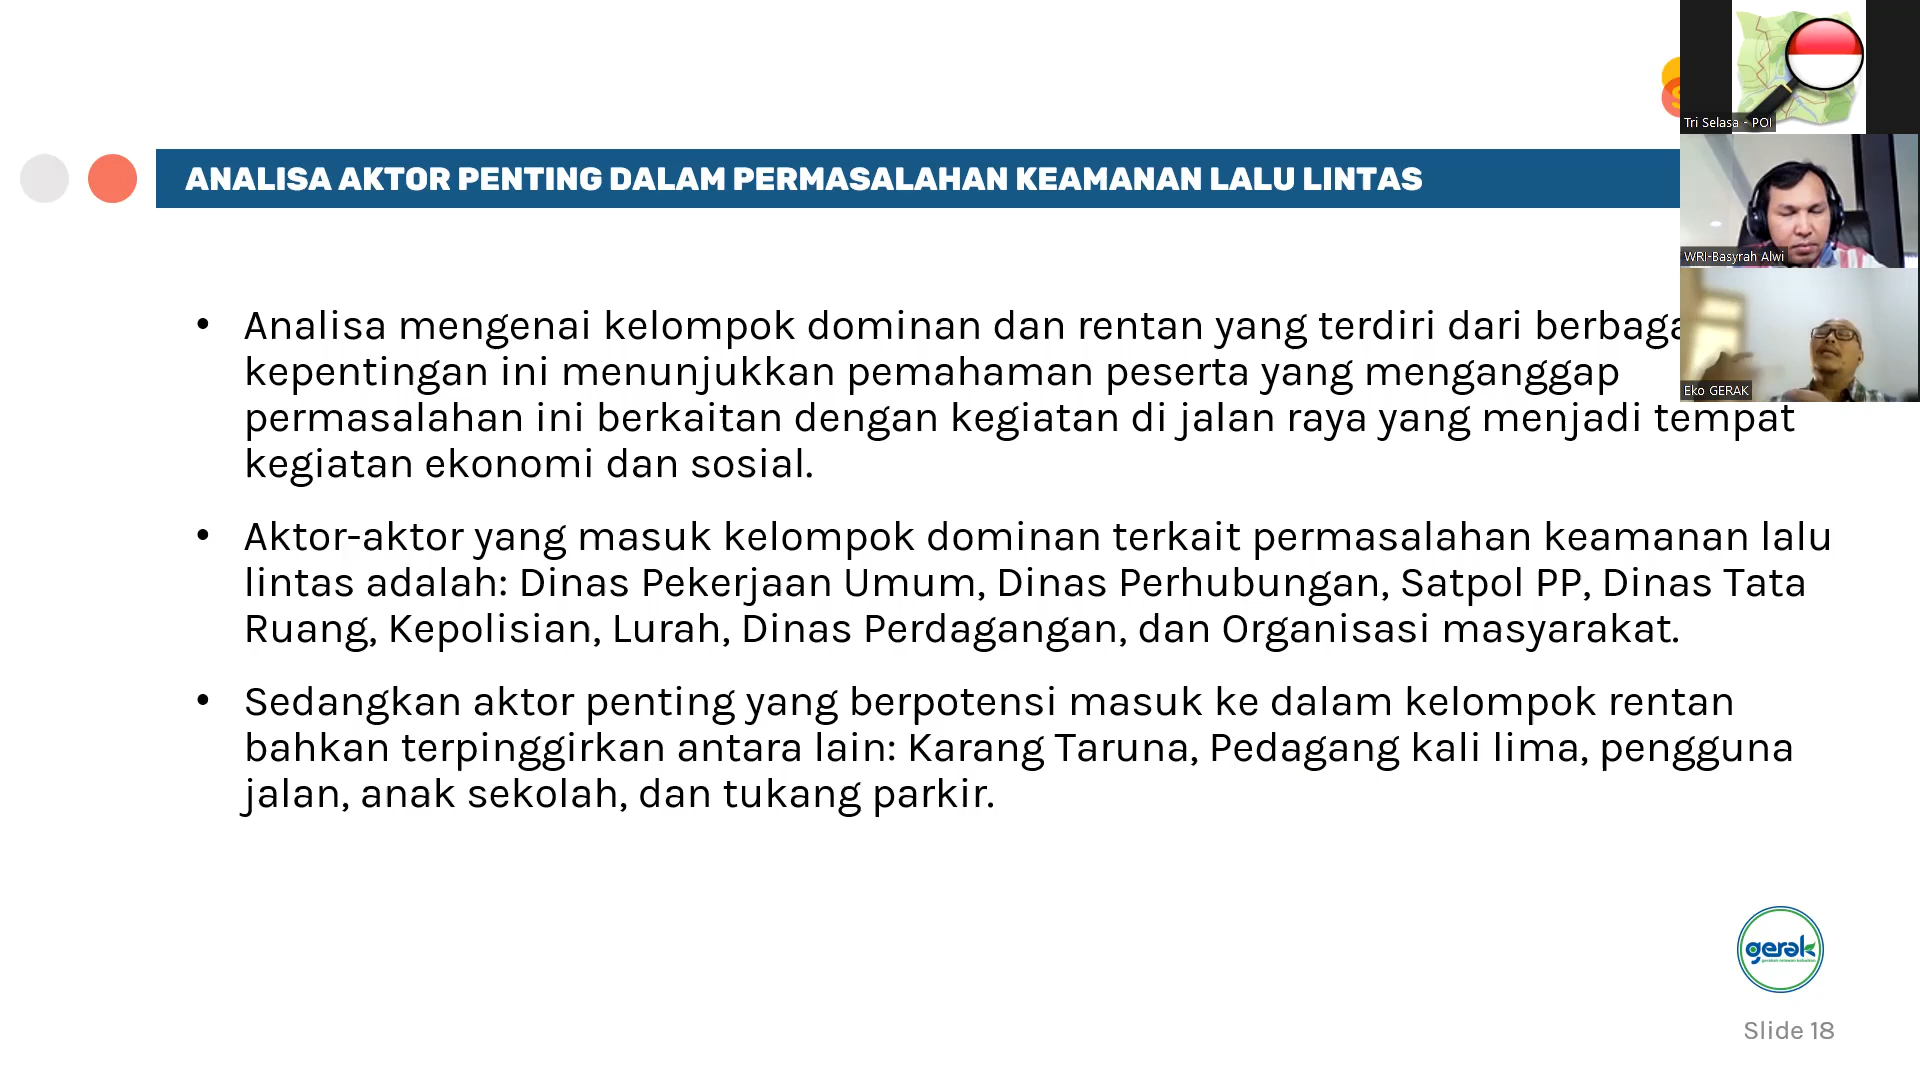 Tri Selasa - POI
ANALISA AKTOR PENTING DALAM PERMASALAHAN KEAMANAN LALU LINTAS
WRI-Basyrah Alwi
Eko GERAK
• Analisa mengenai kelompok dominan dan rentan yang terdiri dari
kepentingan ini menunjukkan pemahaman peserta yang menganggap
permasalahan ini berkaitan dengan kegiatan di jalan raya yang menjadi tempat
kegiatan ekonomi dan sosial.
• Aktor-aktor yang masuk kelompok dominan terkait permasalahan keamanan lalu
lintas adalah: Dinas Pekerjaan Umum, Dinas Perhubungan, Satpol PP, Dinas Tata
Ruang, Kepolisian, Lurah, Dinas Perdagangan, dan Organisasi masyarakat.
• Sedangkan aktor penting yang berpotensi masuk ke dalam kelompok rentan
bahkan terpinggirkan antara lain: Karang Taruna, Pedagang kali lima, pengguna
jalan, anak sekolah, dan tukang parkir.
gerak
Slide 18